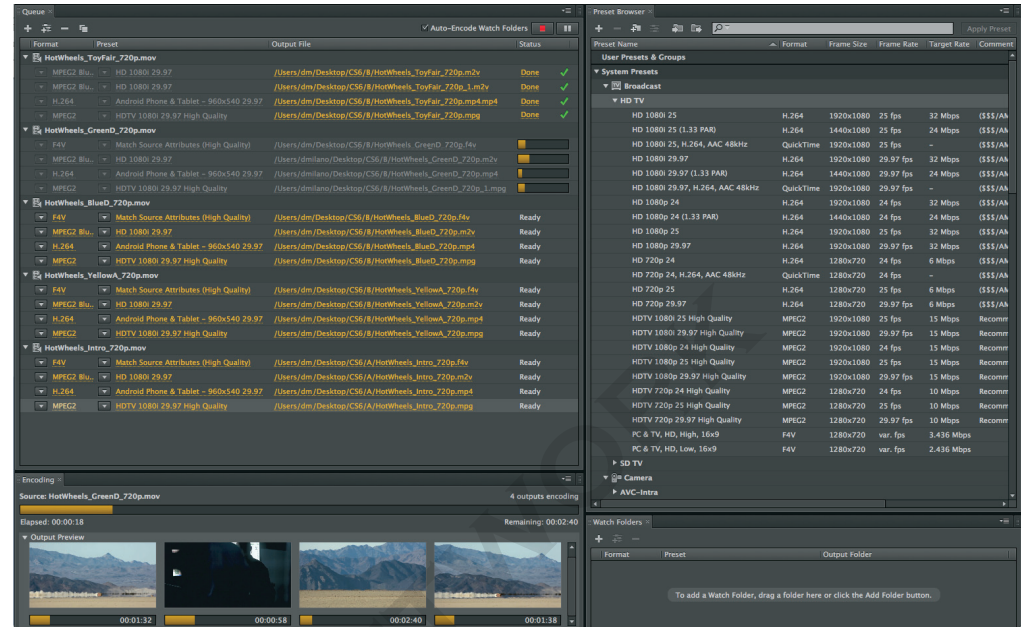 Queue ×
Auto-Encode Watch Folders
Format Preset Output File Status
HotWheels_ToyFair_720p.mov
MPEG2 Blu... HD 1080i 29.97 /Users/dm/Desktop/CS6/B/HotWheels_ToyFair_720p.m2v Done
MPEG2 Blu... HD 1080i 29.97 /Users/dm/Desktop/CS6/B/HotWheels_ToyFair_720p_1.m2v Done
H.264 Android Phone & Tablet – 960x540 29.97 /Users/dm/Desktop/CS6/B/HotWheels_ToyFair_720p.mp4.mp4 Done
MPEG2 HDTV 1080i 29.97 High Quality /Users/dm/Desktop/CS6/B/HotWheels_ToyFair_720p.mpg Done
HotWheels_GreenD_720p.mov
F4V Match Source Attributes (High Quality) /Users/dm/Desktop/CS6/B/HotWheels_GreenD_720p.f4v
MPEG2 Blu... HD 1080i 29.97 /Users/dmilano/Desktop/CS6/B/HotWheels_GreenD_720p.m2v
H.264 Android Phone & Tablet – 960x540 29.97 /Users/dmilano/Desktop/CS6/B/HotWheels_GreenD_720p.mp4
MPEG2 HDTV 1080i 29.97 High Quality /Users/dmilano/Desktop/CS6/B/HotWheels_GreenD_720p_1.mpg
HotWheels_BlueD_720p.mov
F4V Match Source Attributes (High Quality) /Users/dm/Desktop/CS6/B/HotWheels_BlueD_720p.f4v Ready
MPEG2 Blu... HD 1080i 29.97 /Users/dm/Desktop/CS6/B/HotWheels_BlueD_720p.m2v Ready
H.264 Android Phone & Tablet – 960x540 29.97 /Users/dm/Desktop/CS6/B/HotWheels_BlueD_720p.mp4 Ready
MPEG2 HDTV 1080i 29.97 High Quality /Users/dm/Desktop/CS6/B/HotWheels_BlueD_720p.mpg Ready
HotWheels_YellowA_720p.mov
F4V Match Source Attributes (High Quality) /Users/dm/Desktop/CS6/B/HotWheels_YellowA_720p.f4v Ready
MPEG2 Blu... HD 1080i 29.97 /Users/dm/Desktop/CS6/B/HotWheels_YellowA_720p.m2v Ready
H.264 Android Phone & Tablet – 960x540 29.97 /Users/dm/Desktop/CS6/B/HotWheels_YellowA_720p.mp4 Ready
MPEG2 HDTV 1080i 29.97 High Quality /Users/dm/Desktop/CS6/B/HotWheels_YellowA_720p.mpg Ready
HotWheels_Intro_720p.mov
F4V Match Source Attributes (High Quality) /Users/dm/Desktop/CS6/A/HotWheels_Intro_720p.f4v Ready
MPEG2 Blu... HD 1080i 29.97 /Users/dm/Desktop/CS6/A/HotWheels_Intro_720p.m2v Ready
H.264 Android Phone & Tablet – 960x540 29.97 /Users/dm/Desktop/CS6/A/HotWheels_Intro_720p.mp4 Ready
MPEG2 HDTV 1080i 29.97 High Quality /Users/dm/Desktop/CS6/A/HotWheels_Intro_720p.mpg Ready
Encoding ×
Source: HotWheels_GreenD_720p.mov 4 outputs encoding
Elapsed: 00:00:18 Remaining: 00:02:40
Output Preview
00:01:32 00:00:58 00:02:40 00:01:38
Preset Browser ×
Apply Preset
Preset Name Format Frame Size Frame Rate Target Rate Comment
User Presets & Groups
System Presets
Broadcast
HD TV
HD 1080i 25 H.264 1920x1080 25 fps 32 Mbps ($$$/AM
HD 1080i 25 (1.33 PAR) H.264 1440x1080 25 fps 24 Mbps ($$$/AM
HD 1080i 25, H.264, AAC 48kHz QuickTime 1920x1080 25 fps – ($$$/AM
HD 1080i 29.97 H.264 1920x1080 29.97 fps 32 Mbps ($$$/AM
HD 1080i 29.97 (1.33 PAR) H.264 1440x1080 29.97 fps 24 Mbps ($$$/AM
HD 1080i 29.97, H.264, AAC 48kHz QuickTime 1920x1080 29.97 fps – ($$$/AM
HD 1080p 24 H.264 1920x1080 24 fps 32 Mbps ($$$/AM
HD 1080p 24 (1.33 PAR) H.264 1440x1080 24 fps 24 Mbps ($$$/AM
HD 1080p 25 H.264 1920x1080 25 fps 32 Mbps ($$$/AM
HD 1080p 29.97 H.264 1920x1080 29.97 fps 32 Mbps ($$$/AM
HD 720p 24 H.264 1280x720 24 fps 6 Mbps ($$$/AM
HD 720p 24, H.264, AAC 48kHz QuickTime 1280x720 24 fps – ($$$/AM
HD 720p 25 H.264 1280x720 25 fps 6 Mbps ($$$/AM
HD 720p 29.97 H.264 1280x720 29.97 fps 6 Mbps ($$$/AM
HDTV 1080i 25 High Quality MPEG2 1920x1080 25 fps 15 Mbps Recomm
HDTV 1080i 29.97 High Quality MPEG2 1920x1080 29.97 fps 15 Mbps Recomm
HDTV 1080p 24 High Quality MPEG2 1920x1080 24 fps 15 Mbps Recomm
HDTV 1080p 25 High Quality MPEG2 1920x1080 25 fps 15 Mbps Recomm
HDTV 1080p 29.97 High Quality MPEG2 1920x1080 29.97 fps 15 Mbps Recomm
HDTV 720p 24 High Quality MPEG2 1280x720 24 fps 10 Mbps Recomm
HDTV 720p 25 High Quality MPEG2 1280x720 25 fps 10 Mbps Recomm
HDTV 720p 29.97 High Quality MPEG2 1280x720 29.97 fps 10 Mbps Recomm
PC & TV, HD, High, 16x9 F4V 1280x720 var. fps 3.436 Mbps
PC & TV, HD, Low, 16x9 F4V 1280x720 var. fps 2.436 Mbps
SD TV
Camera
AVC-Intra
Watch Folders ×
Format Preset Output Folder
To add a Watch Folder, drag a folder here or click the Add Folder button.
WORK